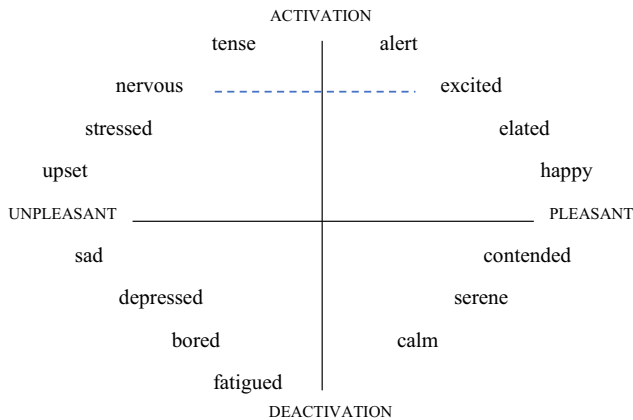 ACTIVATION
tense alert
nervous excited
stressed elated
upset happy
UNPLEASANT PLEASANT
sad contended
depressed serene
bored calm
fatigued
DEACTIVATION